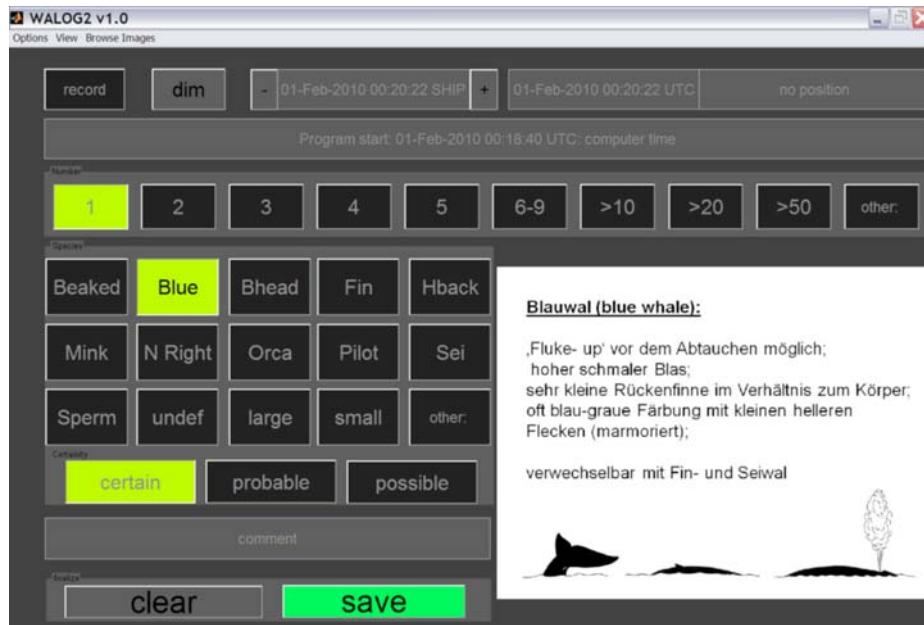 WALOG2 v1.0
Options View Browse Images
record dim - 01-Feb-2010 00:20:22 SHIP + 01-Feb-2010 00:20:22 UTC no position
Program start: 01-Feb-2010 00:18:40 UTC: computer time
Number
1 2 3 4 5 6-9 >10 >20 >50 other:
Species
Beaked Blue Bhead Fin Hback
Mink N Right Orca Pilot Sei
Sperm undef large small other:
Certainity
certain probable possible
comment
finalize
clear save
Blauwal (blue whale):
‚Fluke- up‘ vor dem Abtauchen möglich;
hoher schmaler Blas;
sehr kleine Rückenfinne im Verhältnis zum Körper;
oft blau-graue Färbung mit kleinen helleren
Flecken (marmoriert);
verwechselbar mit Fin- und Seiwal